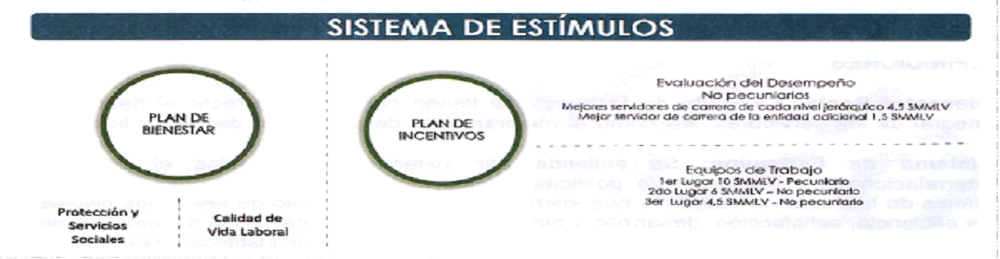 SISTEMA DE ESTÍMULOS
PLAN DE
BIENESTAR
Protección y
Servicios
Sociales
Calidad de
Vida Laboral
PLAN DE
INCENTIVOS
Evaluación del Desempeño
No pecuniarios
Mejores servidores de carrera de cada nivel jerárquico 4,5 SMMLV
Mejor servidor de carrera de la entidad adicional 1,5 SMMLV
Equipos de Trabajo
1er Lugar 10 SMMLV - Pecuniario
2do Lugar 6 SMMLV – No pecuniario
3er Lugar 4,5 SMMLV - No pecuniario